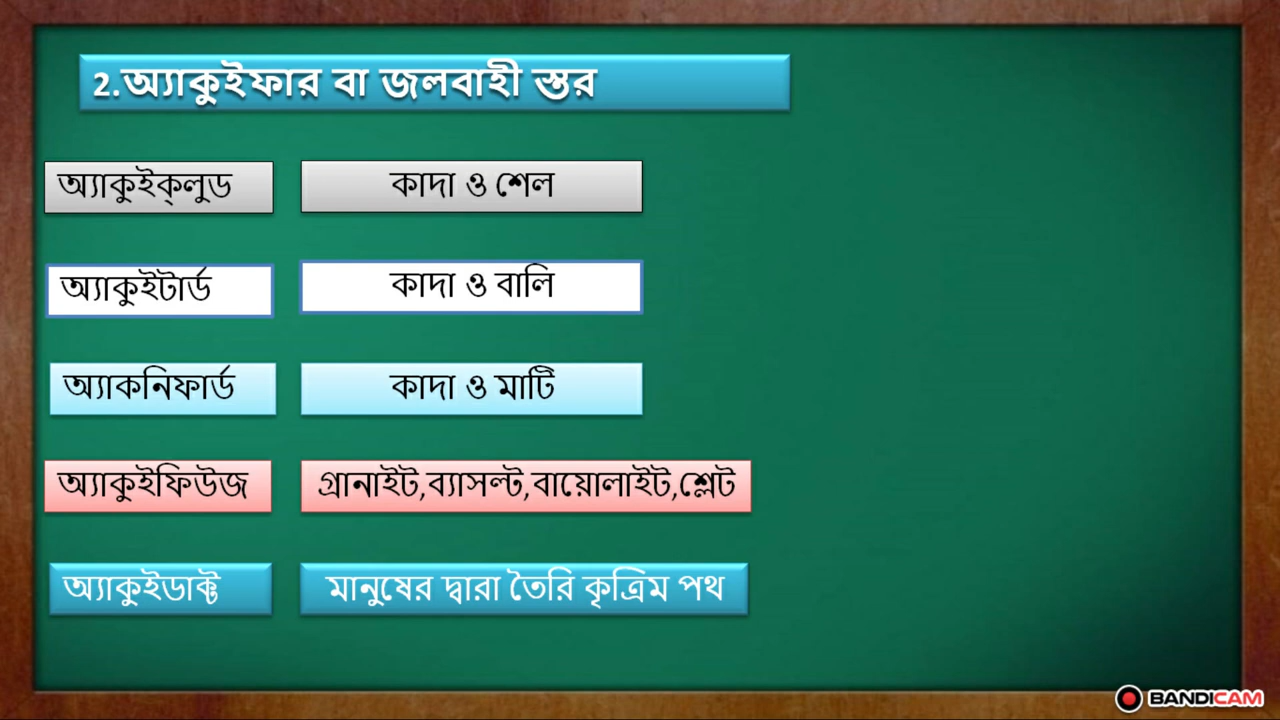 2.অ্যাকুইফার বা জলবাহী স্তর
অ্যাকুইক্‌লুড কাদা ও শেল
অ্যাকুইটার্ড কাদা ও বালি
অ্যাকনিফার্ড কাদা ও মাটি
অ্যাকুইফিউজ গ্রানাইট,ব্যাসল্ট,বায়োলাইট,শ্লেট
অ্যাকুইডাক্ট মানুষের দ্বারা তৈরি কৃত্রিম পথ
BANDICAM